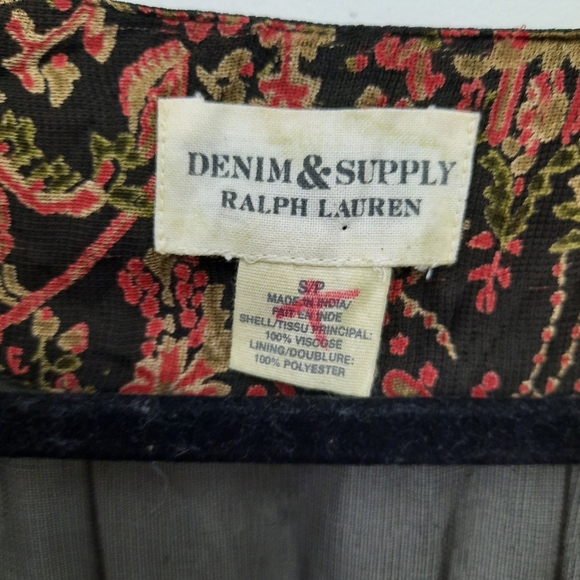 DENIM & SUPPLY
RALPH LAUREN
S/P
MADE IN INDIA/
FAIT EN INDE
SHELL/TISSU PRINCIPAL:
100% VISCOSE
LINING/DOUBLURE:
100% POLYESTER